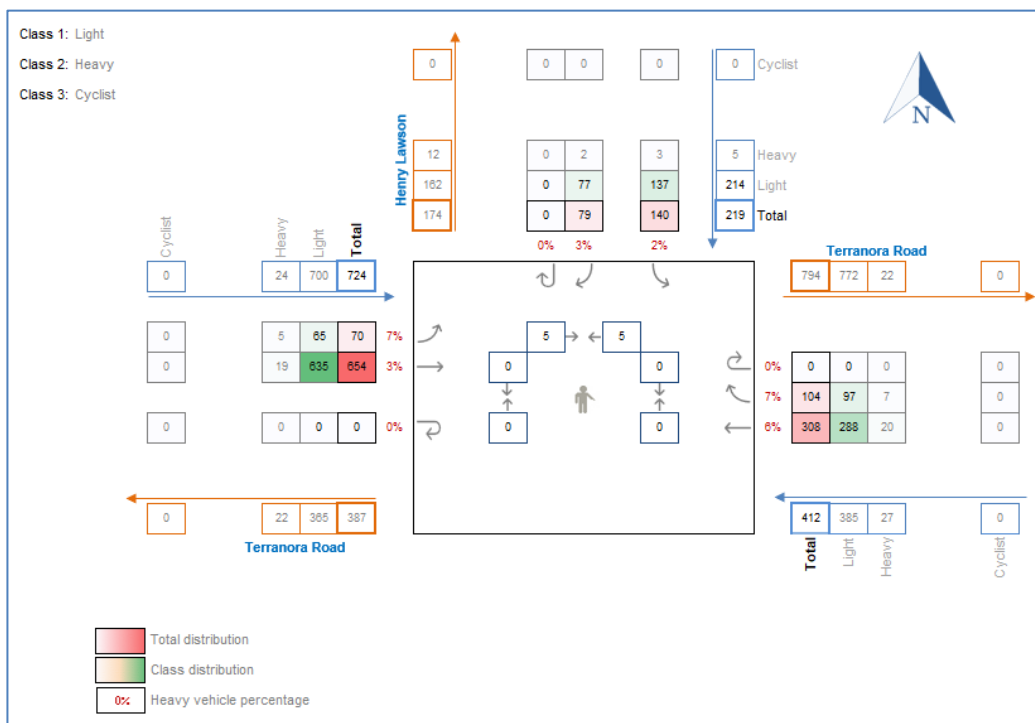 Class 1: Light
Class 2: Heavy
Class 3: Cyclist
0 0 0 0 0 Cyclist
N
Henry Lawson
12 0 2 3 5 Heavy
162 0 77 137 214 Light
174 0 79 140 219 Total
0% 3% 2%
Cyclist Heavy Light Total
Terranora Road
0 24 700 724
794 772 22 0
0 5 65 70 7%
5 5
0 19 635 654 3%
0 0
0% 0 0 0 0
7% 104 97 7 0
0 0 0 0 0%
0 0
6% 308 288 20 0
0 22 365 387
412 385 27 0
Terranora Road
Total Light Heavy Cyclist
Total distribution
Class distribution
0% Heavy vehicle percentage